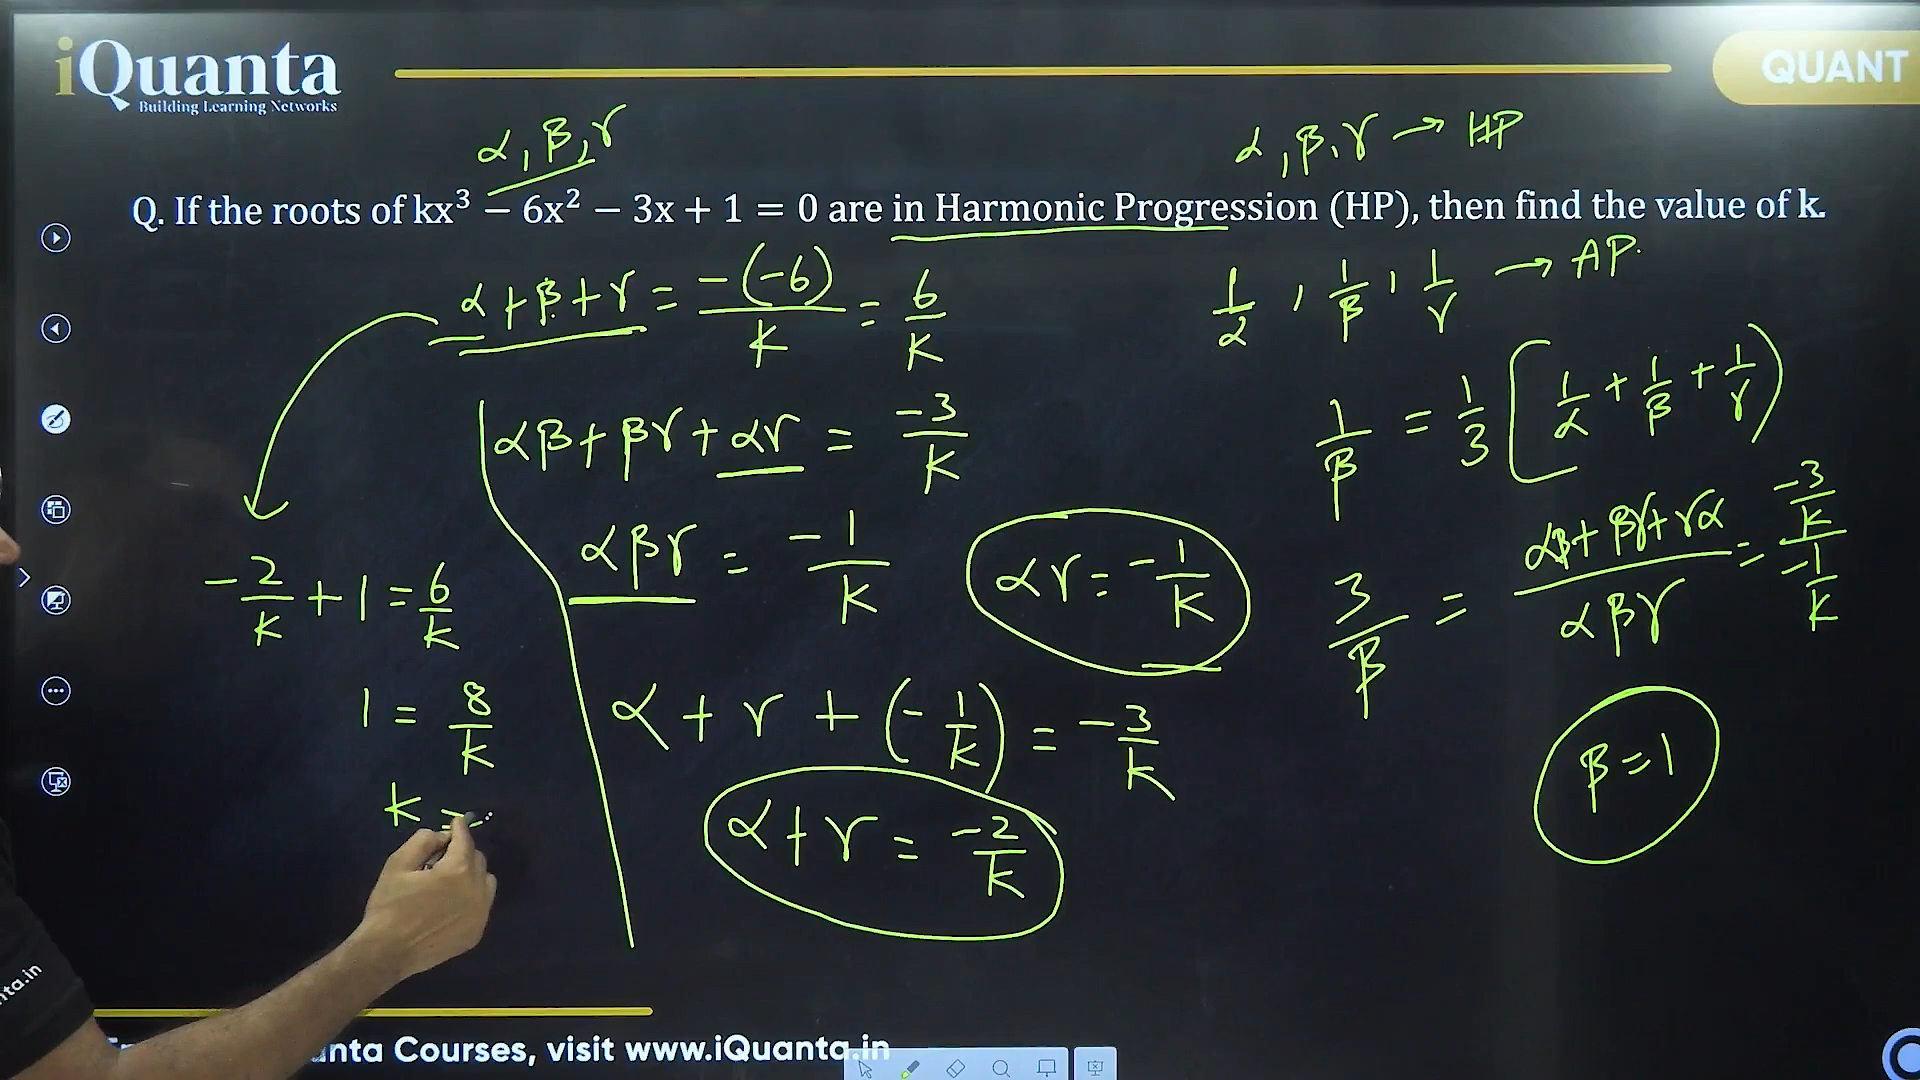 iQuanta
Building Learning Networks
QUANT
α, β, γ
α, β, γ → HP
Q. If the roots of kx³ − 6x² − 3x + 1 = 0 are in Harmonic Progression (HP), then find the value of k.
α + β + γ = -(-6)/k = 6/k
1/α , 1/β , 1/γ → AP.
αβ + βγ + αγ = -3/k
1/β = 1/3 [1/α + 1/β + 1/γ)
αβγ = -1/k
αγ = -1/k
3/β = (αβ + βγ + γα)/(αβγ) = (-3/k)/(-1/k)
-2/k + 1 = 6/k
1 = 8/k
k =
α + γ + (-1/k) = -3/k
α + γ = -2/k
β = 1
nta.in
anta Courses, visit www.iQuanta.in